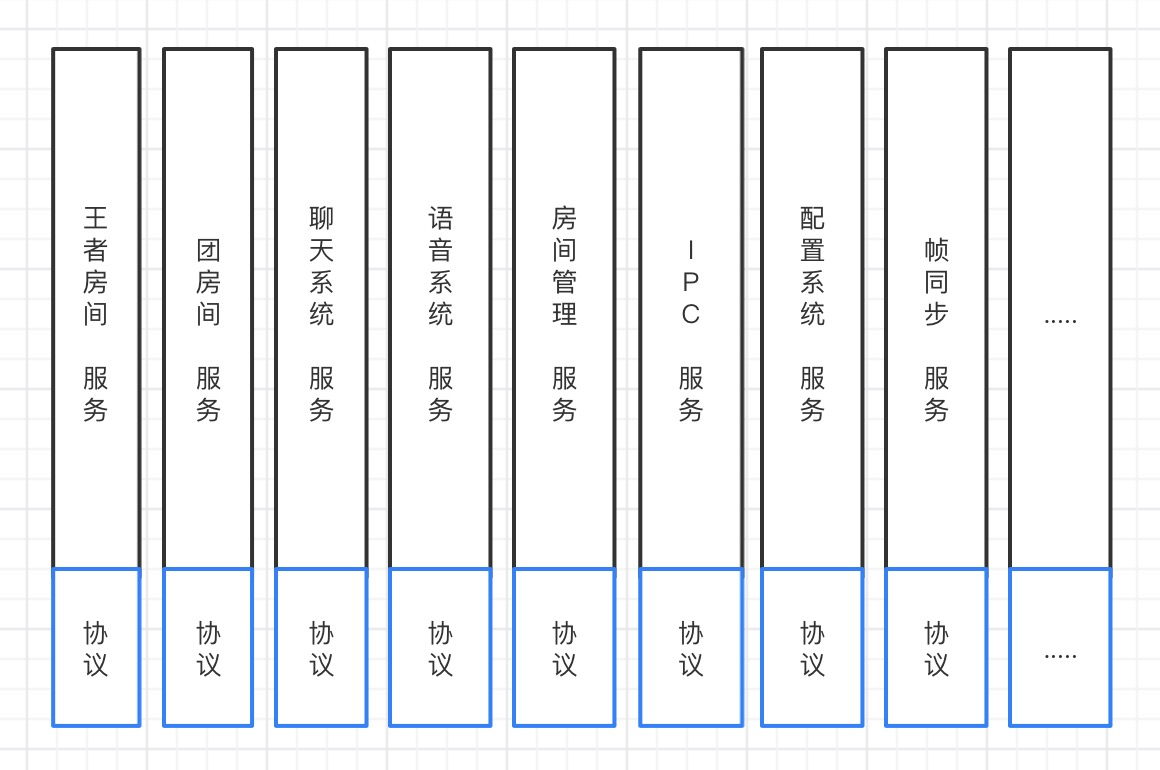 王者房间 服务
团房间 服务
聊天系统 服务
语音系统 服务
房间管理 服务
IPC 服务
配置系统 服务
帧同步 服务
.....
协议
协议
协议
协议
协议
协议
协议
协议
.....